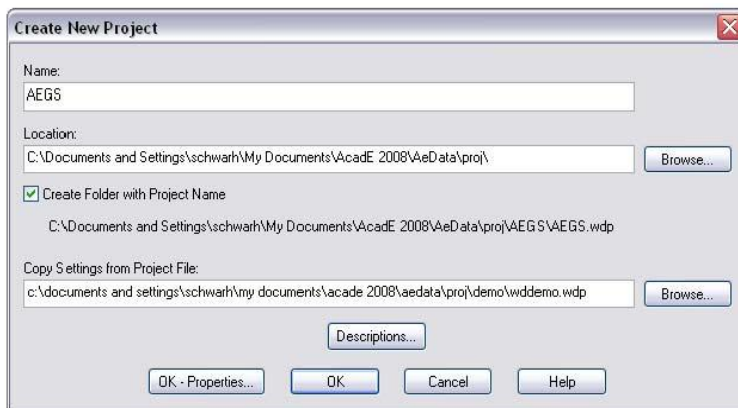 Create New Project
Name:
AEGS
Location:
C:\Documents and Settings\schwarh\My Documents\AcadE 2008\AeData\proj\
Browse...
Create Folder with Project Name
C:\Documents and Settings\schwarh\My Documents\AcadE 2008\AeData\proj\AEGS\AEGS.wdp
Copy Settings from Project File:
c:\documents and settings\schwarh\my documents\acade 2008\aedata\proj\demo\wddemo.wdp
Browse...
Descriptions...
OK - Properties... OK Cancel Help